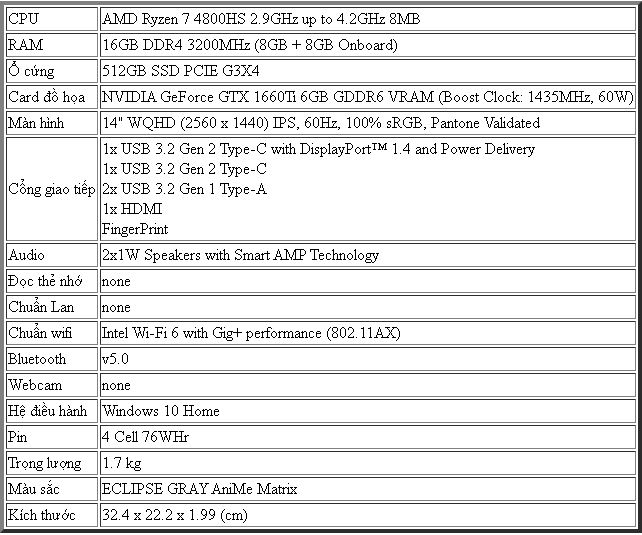 CPU AMD Ryzen 7 4800HS 2.9GHz up to 4.2GHz 8MB
RAM 16GB DDR4 3200MHz (8GB + 8GB Onboard)
Ổ cứng 512GB SSD PCIE G3X4
Card đồ họa NVIDIA GeForce GTX 1660Ti 6GB GDDR6 VRAM (Boost Clock: 1435MHz, 60W)
Màn hình 14" WQHD (2560 x 1440) IPS, 60Hz, 100% sRGB, Pantone Validated
Cổng giao tiếp 1x USB 3.2 Gen 2 Type-C with DisplayPort™ 1.4 and Power Delivery
1x USB 3.2 Gen 2 Type-C
2x USB 3.2 Gen 1 Type-A
1x HDMI
FingerPrint
Audio 2x1W Speakers with Smart AMP Technology
Đọc thẻ nhớ none
Chuẩn Lan none
Chuẩn wifi Intel Wi-Fi 6 with Gig+ performance (802.11AX)
Bluetooth v5.0
Webcam none
Hệ điều hành Windows 10 Home
Pin 4 Cell 76WHr
Trọng lượng 1.7 kg
Màu sắc ECLIPSE GRAY AniMe Matrix
Kích thước 32.4 x 22.2 x 1.99 (cm)